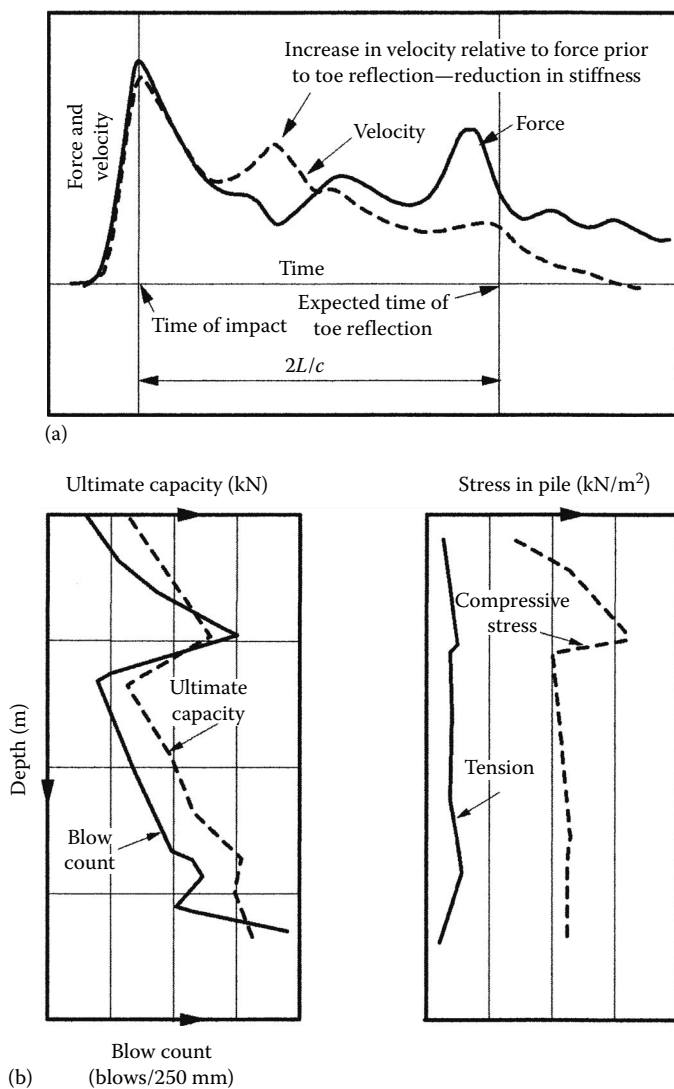 Increase in velocity relative to force prior
to toe reflection—reduction in stiffness
Velocity
Force
Force and
velocity
Time
Time of impact
Expected time of
toe reflection
2L/c
(a)
Ultimate capacity (kN)
Stress in pile (kN/m²)
Compressive
stress
Ultimate
capacity
Depth (m)
Tension
Blow
count
Blow count
(blows/250 mm)
(b)